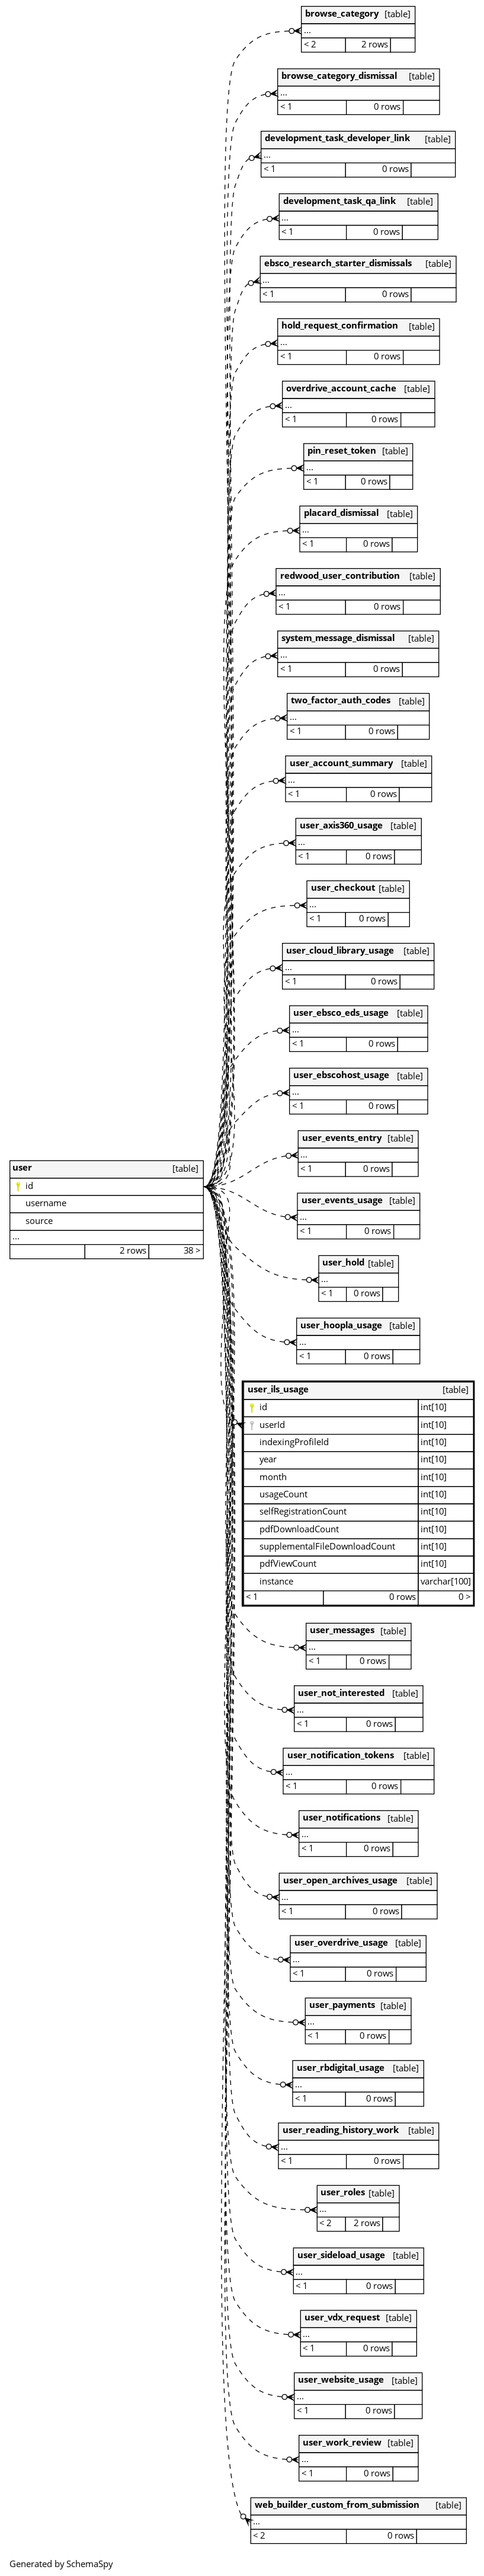 browse_category [table]
...
< 2 2 rows
browse_category_dismissal [table]
...
< 1 0 rows
development_task_developer_link [table]
...
< 1 0 rows
development_task_qa_link [table]
...
< 1 0 rows
ebsco_research_starter_dismissals [table]
...
< 1 0 rows
hold_request_confirmation [table]
...
< 1 0 rows
overdrive_account_cache [table]
...
< 1 0 rows
pin_reset_token [table]
...
< 1 0 rows
placard_dismissal [table]
...
< 1 0 rows
redwood_user_contribution [table]
...
< 1 0 rows
system_message_dismissal [table]
...
< 1 0 rows
two_factor_auth_codes [table]
...
< 1 0 rows
user_account_summary [table]
...
< 1 0 rows
user_axis360_usage [table]
...
< 1 0 rows
user_checkout [table]
...
< 1 0 rows
user_cloud_library_usage [table]
...
< 1 0 rows
user_ebsco_eds_usage [table]
...
< 1 0 rows
user_ebscohost_usage [table]
...
< 1 0 rows
user_events_entry [table]
...
< 1 0 rows
user [table]
id
username
source
...
2 rows 38 >
user_events_usage [table]
...
< 1 0 rows
user_hold [table]
...
< 1 0 rows
user_hoopla_usage [table]
...
< 1 0 rows
user_ils_usage [table]
id int[10]
userId int[10]
indexingProfileId int[10]
year int[10]
month int[10]
usageCount int[10]
selfRegistrationCount int[10]
pdfDownloadCount int[10]
supplementalFileDownloadCount int[10]
pdfViewCount int[10]
instance varchar[100]
< 1 0 rows 0 >
user_messages [table]
...
< 1 0 rows
user_not_interested [table]
...
< 1 0 rows
user_notification_tokens [table]
...
< 1 0 rows
user_notifications [table]
...
< 1 0 rows
user_open_archives_usage [table]
...
< 1 0 rows
user_overdrive_usage [table]
...
< 1 0 rows
user_payments [table]
...
< 1 0 rows
user_rbdigital_usage [table]
...
< 1 0 rows
user_reading_history_work [table]
...
< 1 0 rows
user_roles [table]
...
< 2 2 rows
user_sideload_usage [table]
...
< 1 0 rows
user_vdx_request [table]
...
< 1 0 rows
user_website_usage [table]
...
< 1 0 rows
user_work_review [table]
...
< 1 0 rows
web_builder_custom_from_submission [table]
...
< 2 0 rows
Generated by SchemaSpy